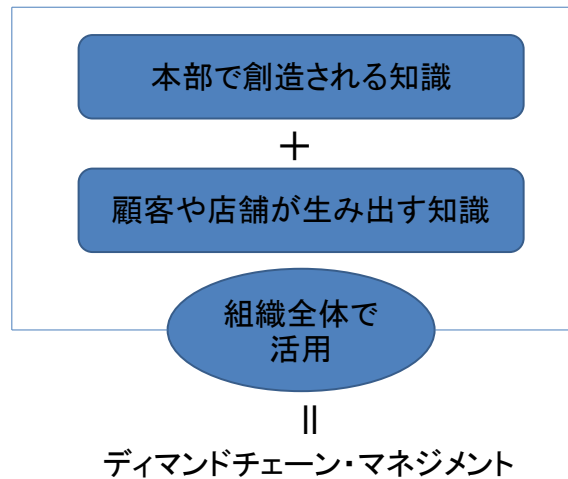 本部で創造される知識
＋
顧客や店舗が生み出す知識
組織全体で
活用
＝
ディマンドチェーン・マネジメント